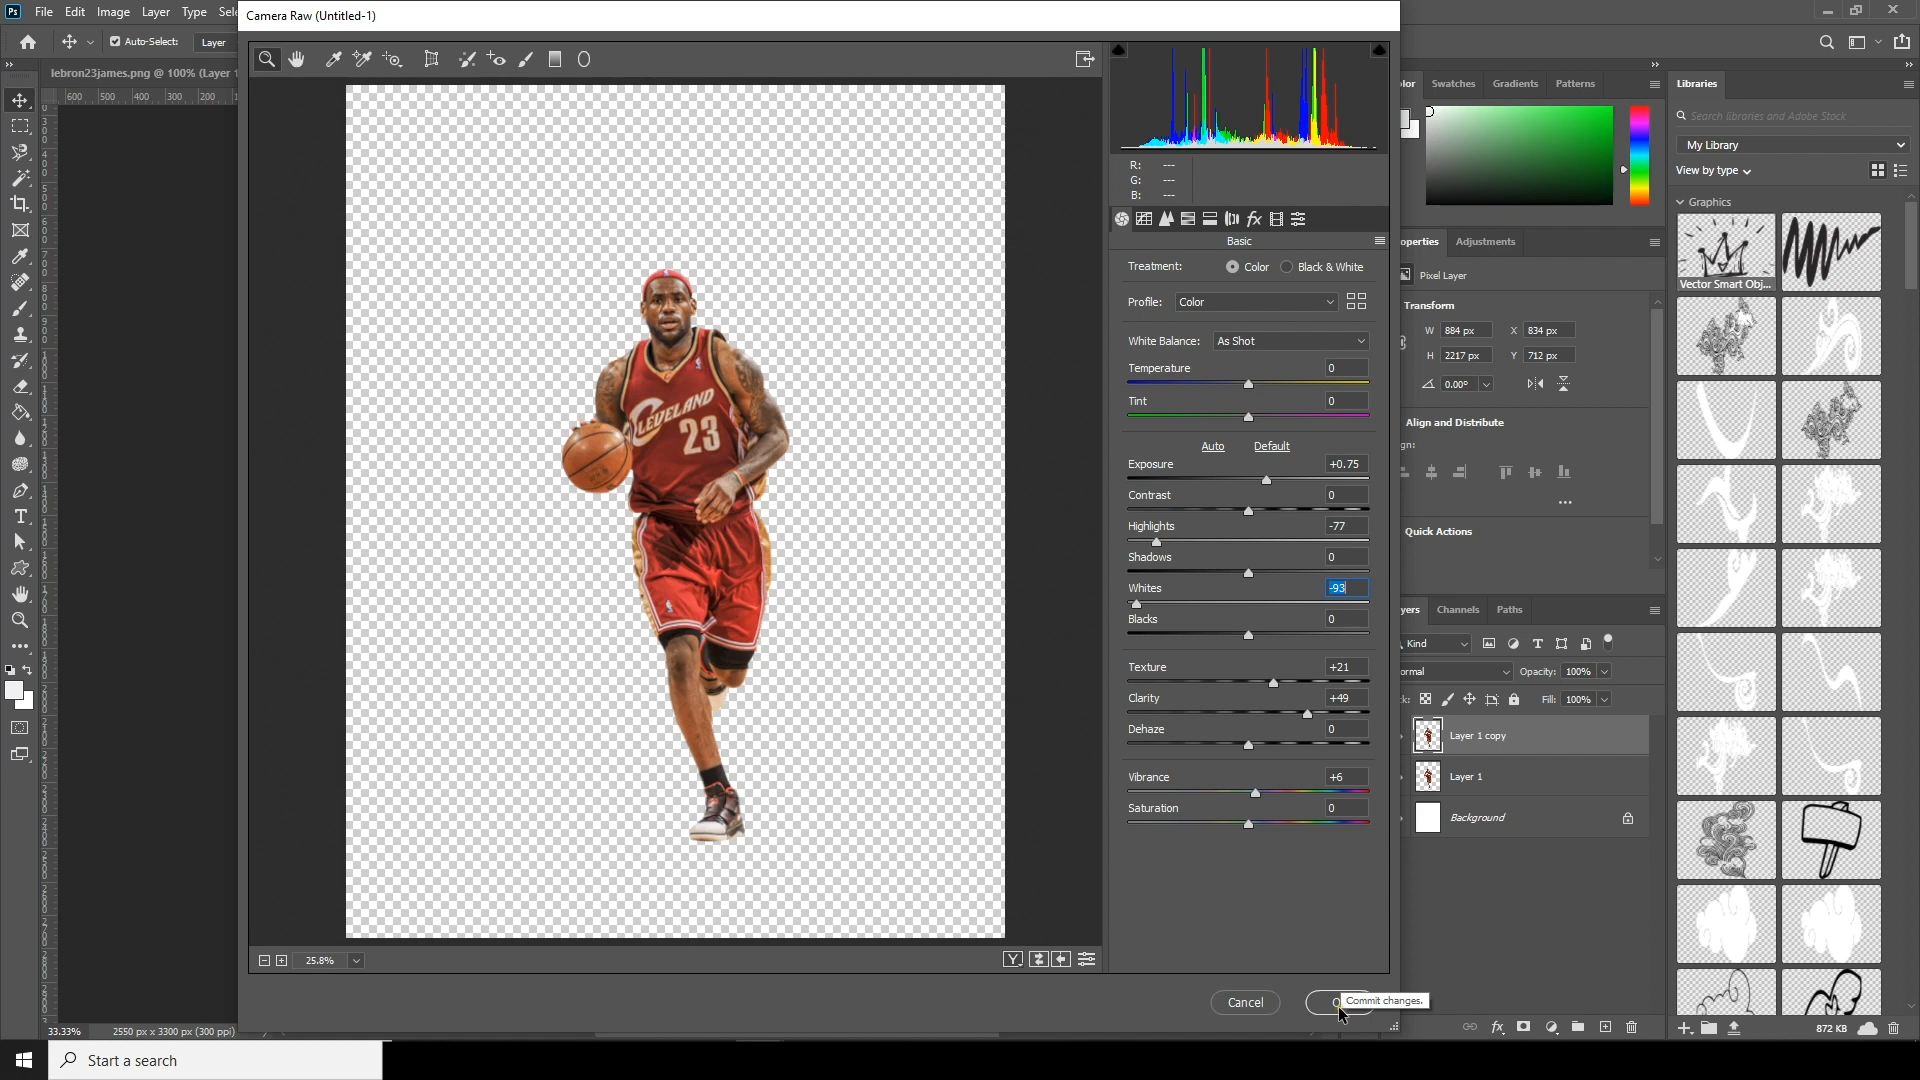 Ps File Edit Image Layer Type
Camera Raw (Untitled-1)
Auto-Select: Layer
lebron23james.png @ 100% (Layer 1
600 500 400 300 200
Swatches Gradients Patterns
Libraries
Search libraries and Adobe Stock
My Library
View by type
Graphics
Vector Smart Obj...
R: ---
G: ---
B: ---
Basic
Treatment: Color Black & White
Profile: Color
White Balance: As Shot
Temperature 0
Tint 0
Auto Default
Exposure +0.75
Contrast 0
Highlights -77
Shadows 0
Whites -93
Blacks 0
Texture +21
Clarity +49
Dehaze 0
Vibrance +6
Saturation 0
CLEVELAND
23
operties Adjustments
Pixel Layer
Transform
W 884 px X 834 px
H 2217 px Y 712 px
0.00°
Align and Distribute
gn:
Quick Actions
yers Channels Paths
Kind
ormal Opacity: 100%
Fill: 100%
Layer 1 copy
Layer 1
Background
25.8%
Y
Cancel
Commit changes.
33.33% 2550 px x 3300 px (300 ppi)
872 KB
Start a search